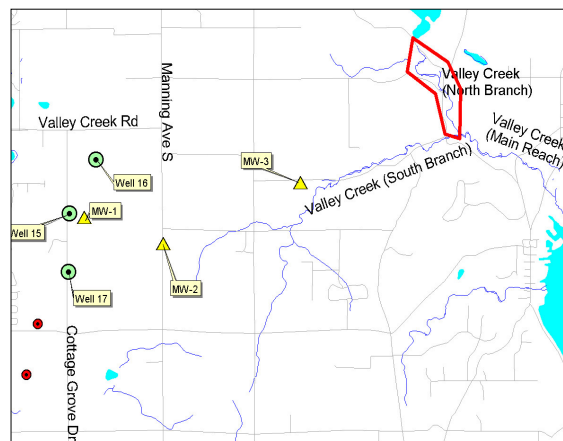 Valley Creek
(North Branch)
Valley Creek Rd
Manning Ave S
Valley Creek
(Main Reach)
MW-3
Valley Creek (South Branch)
Well 16
MW-1
Well 15
MW-2
Well 17
Cottage Grove Dr